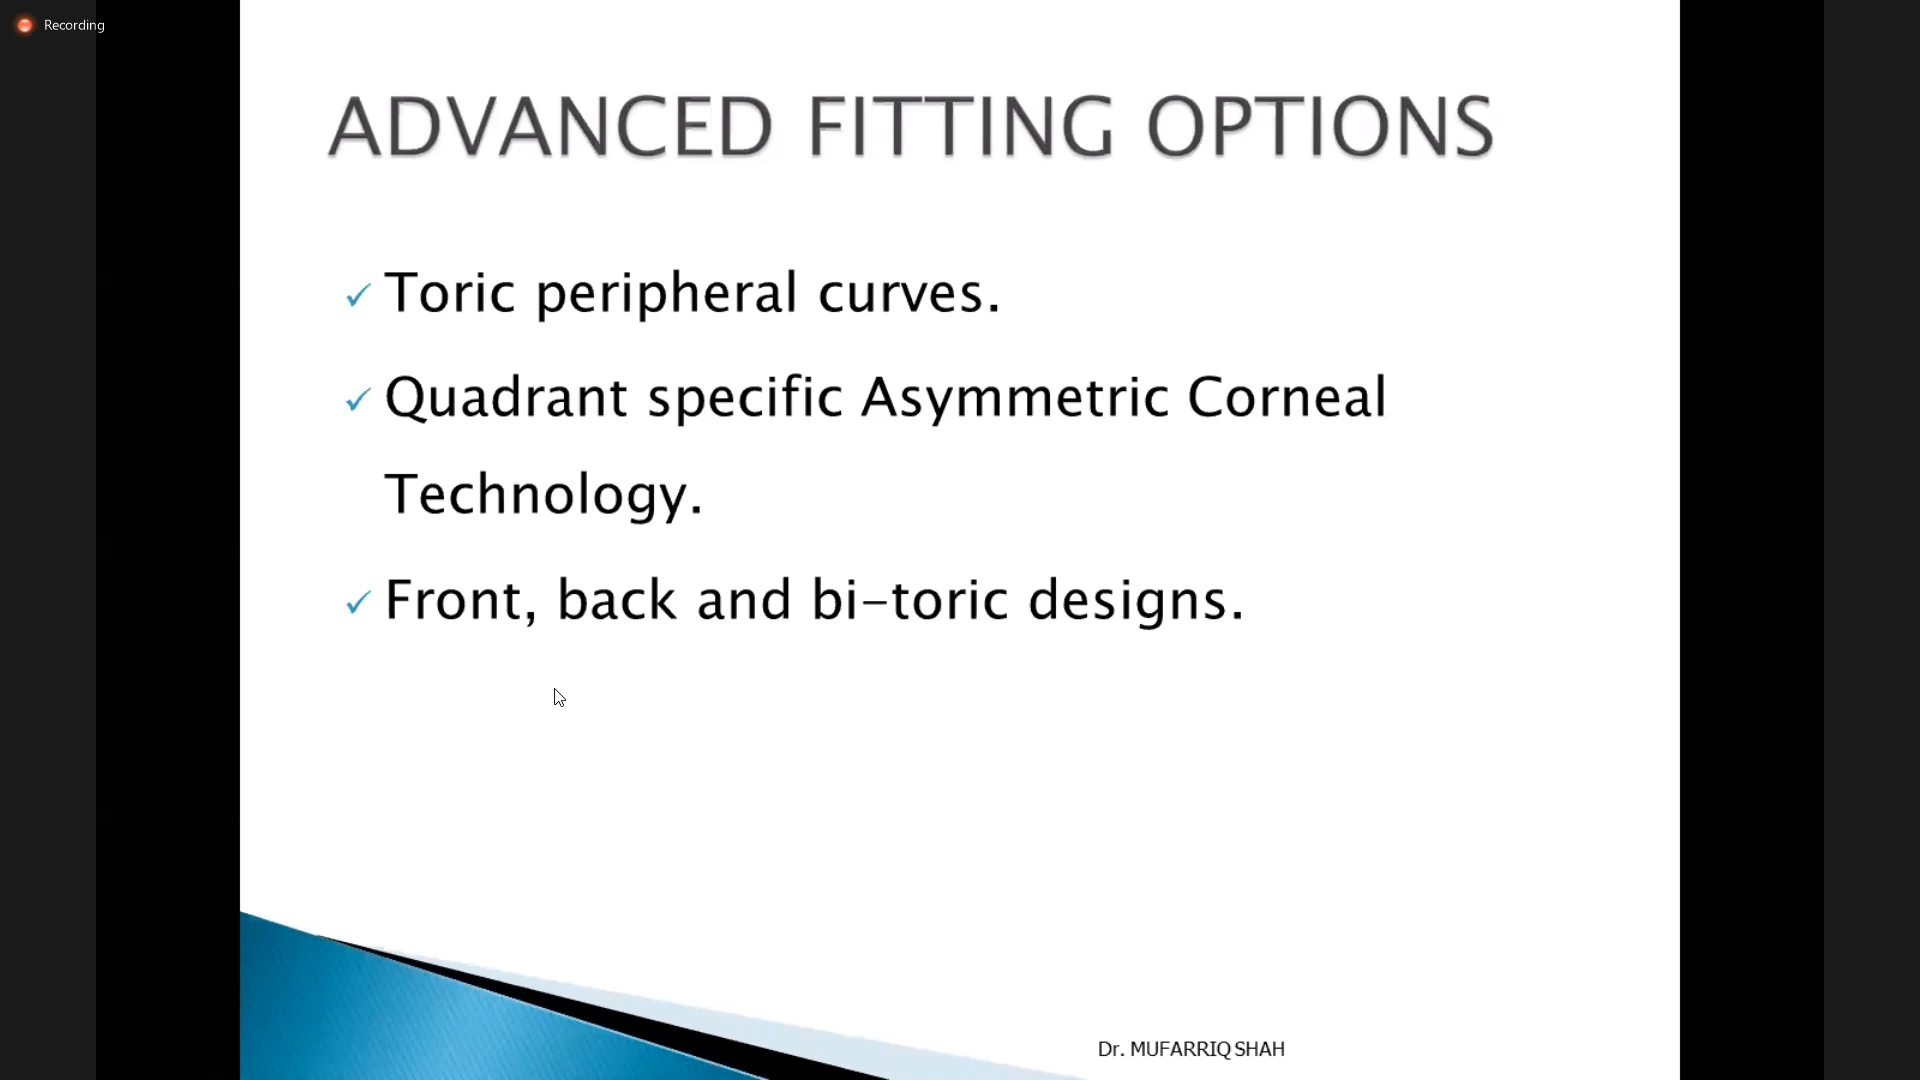 Recording
ADVANCED FITTING OPTIONS
✓ Toric peripheral curves.
✓ Quadrant specific Asymmetric Corneal
Technology.
✓ Front, back and bi-toric designs.
Dr. MUFARRIQ SHAH